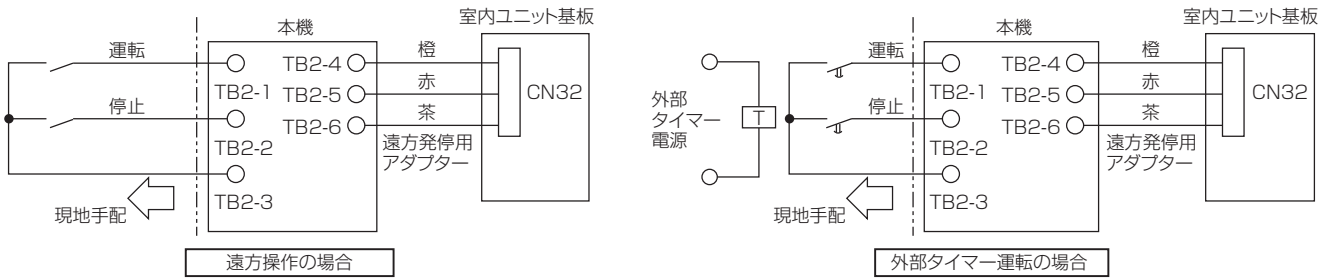 本機
室内ユニット基板
運転
TB2-1
TB2-4
橙
停止
TB2-5
赤
CN32
TB2-2
TB2-6
茶
TB2-3
遠方発停用
アダプター
現地手配
遠方操作の場合
本機
室内ユニット基板
外部
タイマー
電源
T
運転
TB2-1
TB2-4
橙
停止
TB2-5
赤
CN32
TB2-2
TB2-6
茶
TB2-3
遠方発停用
アダプター
現地手配
外部タイマー運転の場合